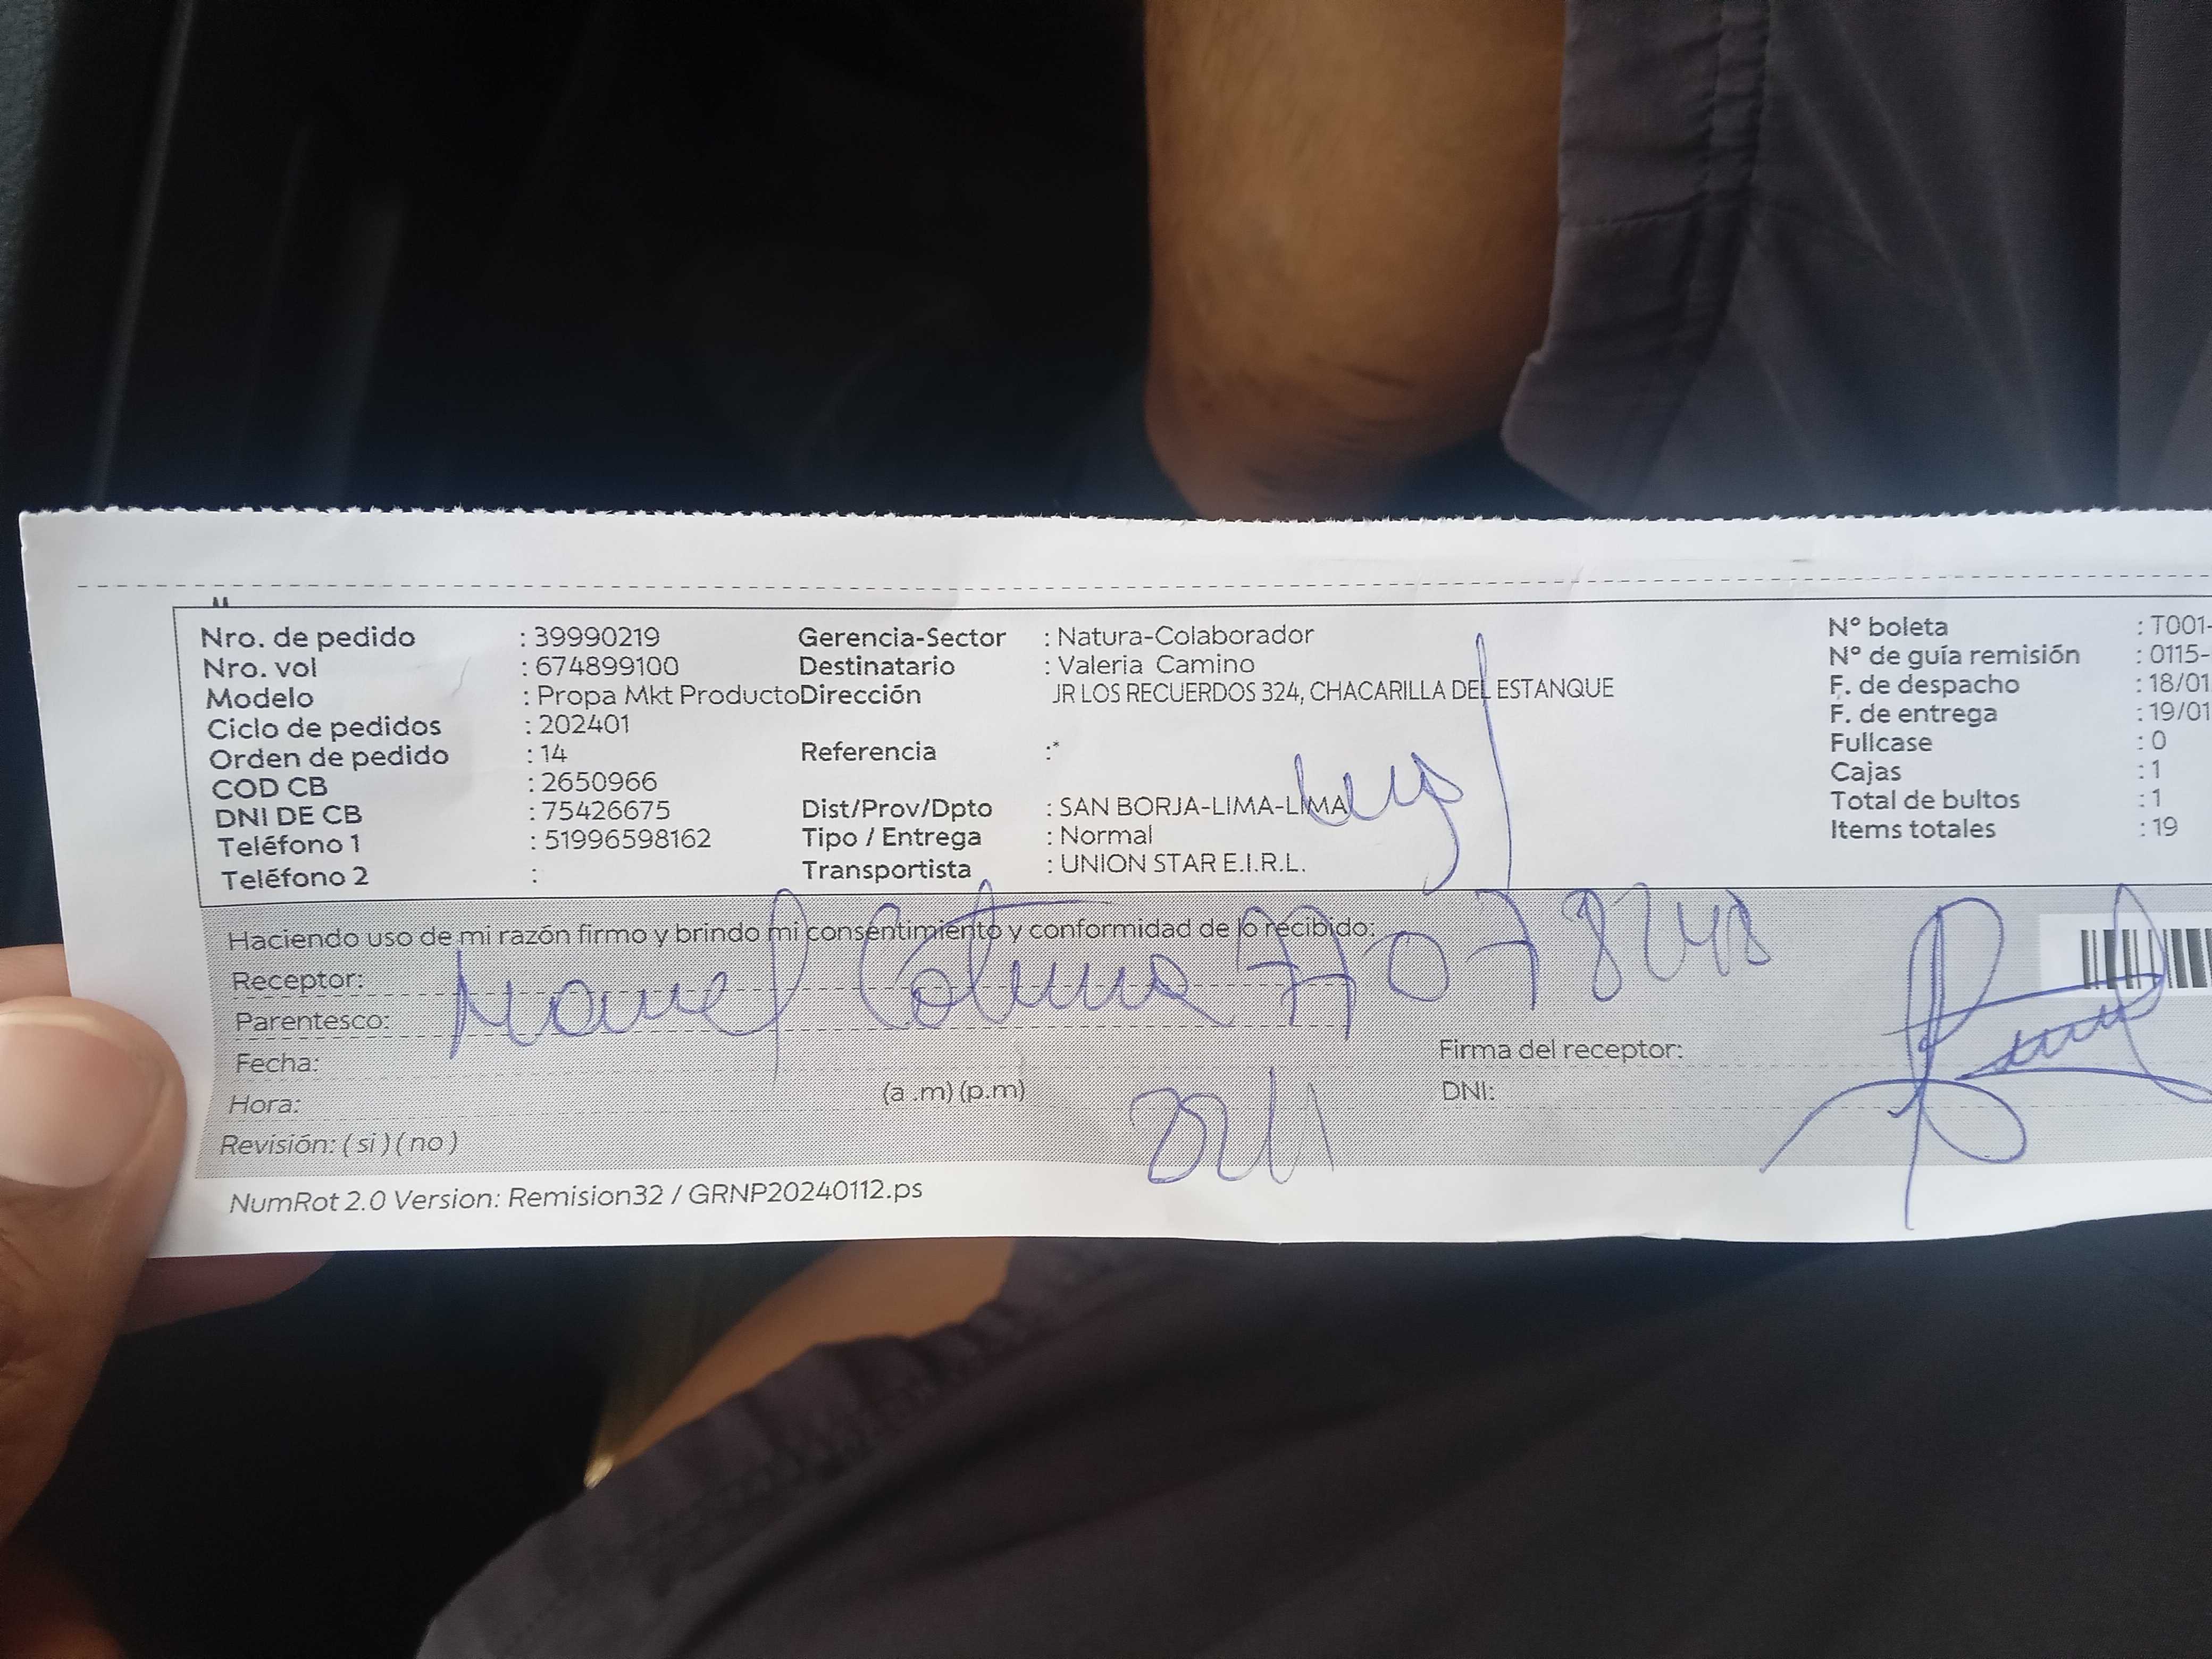 Nro. de pedido : 39990219 Gerencia-Sector : Natura-Colaborador Nº boleta : T001-
Nro. vol : 674899100 Destinatario : Valeria Camino Nº de guía remisión : 0115-
Modelo : Propa Mkt Producto Dirección JR LOS RECUERDOS 324, CHACARILLA DEL ESTANQUE F. de despacho : 18/01
Ciclo de pedidos : 202401 F. de entrega : 19/01
Orden de pedido : 14 Referencia :* Fullcase : 0
COD CB : 2650966 Cajas : 1
DNI DE CB : 75426675 Dist/Prov/Dpto : SAN BORJA-LIMA-LIMA Total de bultos : 1
Teléfono 1 : 51996598162 Tipo / Entrega : Normal Items totales : 19
Teléfono 2 : Transportista : UNION STAR E.I.R.L.
Haciendo uso de mi razón firmo y brindo mi consentimiento y conformidad de lo recibido:
Receptor: Manuel 77078248
Parentesco:
Fecha: Firma del receptor:
Hora: (a .m) (p.m) DNI:
Revisión: ( si ) ( no )
NumRot 2.0 Version: Remision32 / GRNP20240112.ps